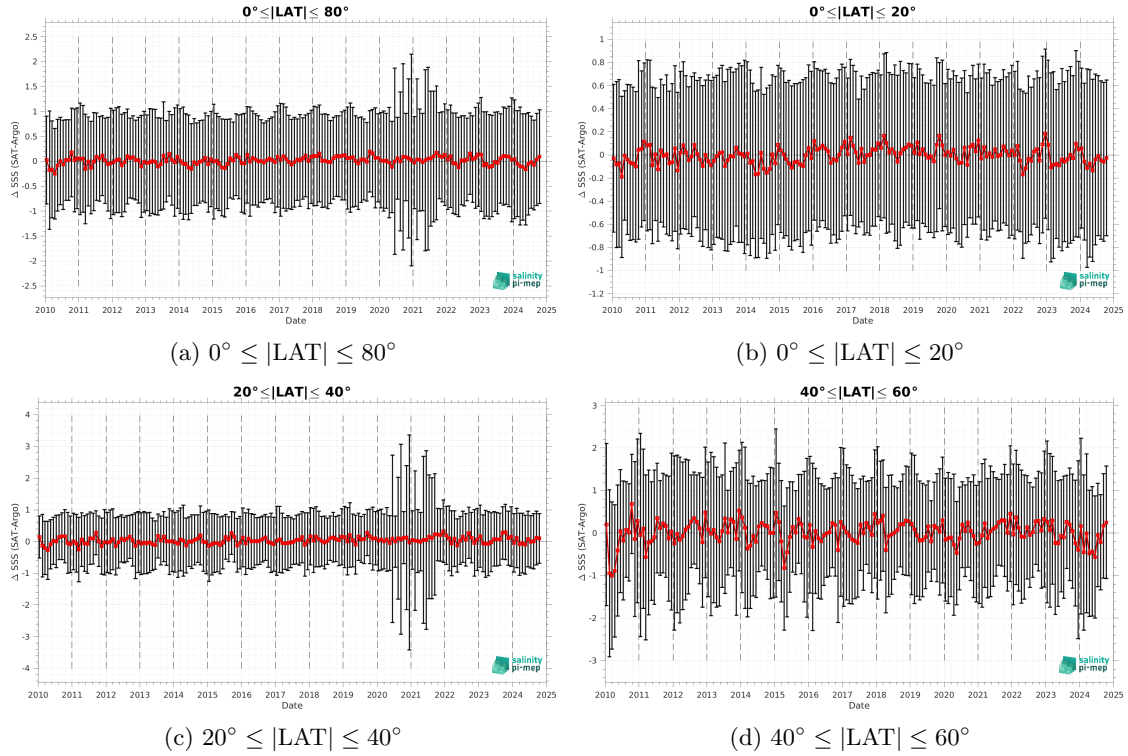 0°≤|LAT|≤ 80°
Δ SSS (SAT-Argo)
2.5
2
1.5
1
0.5
0
-0.5
-1
-1.5
-2
-2.5
salinity
pi-mep
2010 2011 2012 2013 2014 2015 2016 2017 2018 2019 2020 2021 2022 2023 2024 2025
Date
(a) 0° ≤ |LAT| ≤ 80°
0°≤|LAT|≤ 20°
Δ SSS (SAT-Argo)
1
0.8
0.6
0.4
0.2
0
-0.2
-0.4
-0.6
-0.8
-1
-1.2
salinity
pi-mep
2010 2011 2012 2013 2014 2015 2016 2017 2018 2019 2020 2021 2022 2023 2024 2025
Date
(b) 0° ≤ |LAT| ≤ 20°
20°≤|LAT|≤ 40°
Δ SSS (SAT-Argo)
4
3
2
1
0
-1
-2
-3
-4
salinity
pi-mep
2010 2011 2012 2013 2014 2015 2016 2017 2018 2019 2020 2021 2022 2023 2024 2025
Date
(c) 20° ≤ |LAT| ≤ 40°
40°≤|LAT|≤ 60°
Δ SSS (SAT-Argo)
3
2
1
0
-1
-2
-3
salinity
pi-mep
2010 2011 2012 2013 2014 2015 2016 2017 2018 2019 2020 2021 2022 2023 2024 2025
Date
(d) 40° ≤ |LAT| ≤ 60°